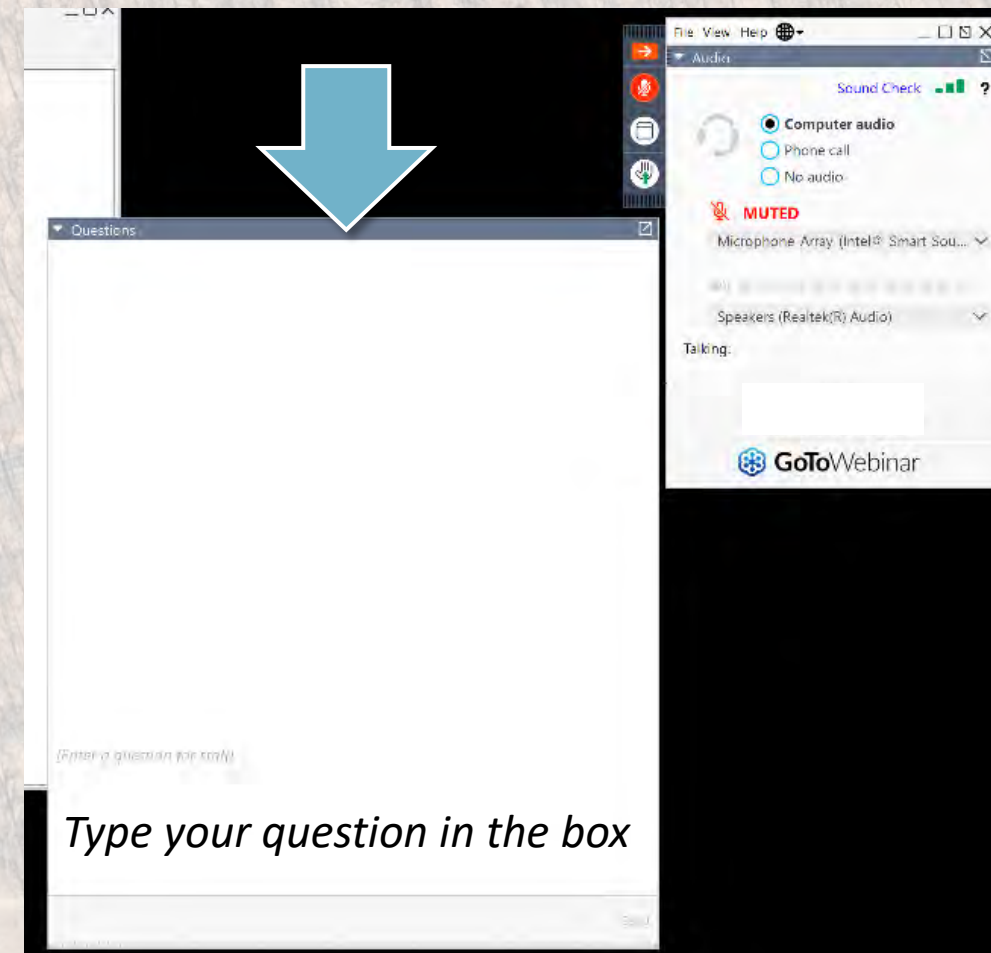 File View Help
Audio
Sound Check ?
Computer audio
Phone call
No audio
MUTED
Microphone Array (Intel® Smart Sou...
Speakers (Realtek(R) Audio)
Talking:
GoToWebinar
Questions
[Enter a question for staff]
Type your question in the box
Send